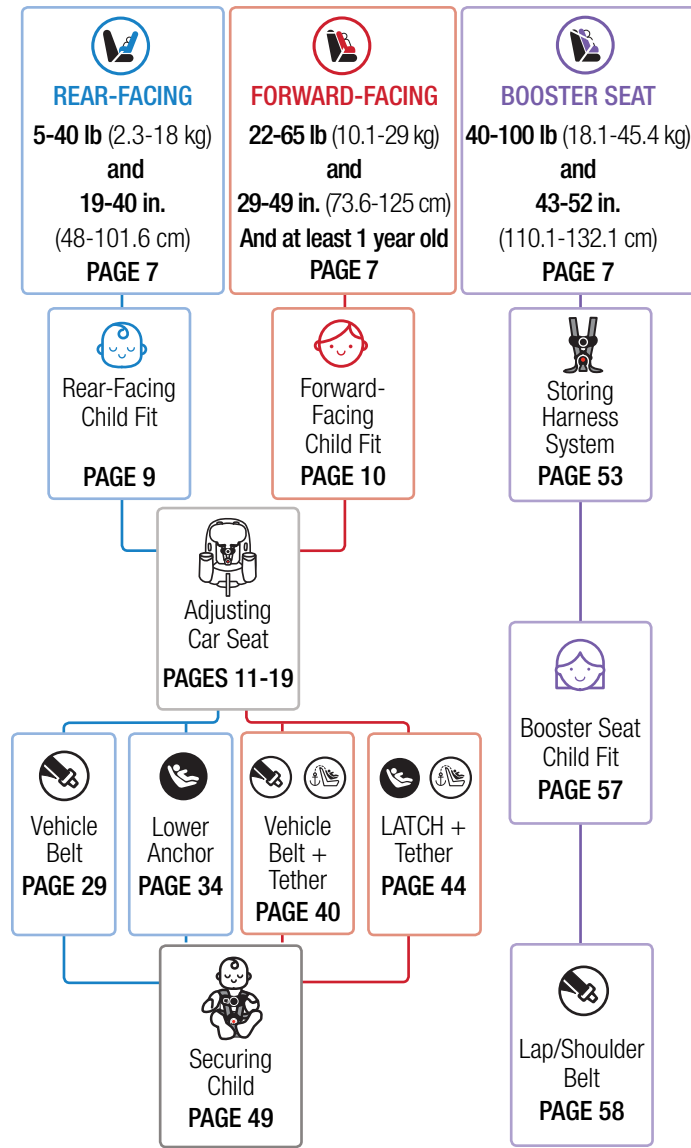 REAR-FACING
5-40 lb (2.3-18 kg)
and
19-40 in.
(48-101.6 cm)
PAGE 7
FORWARD-FACING
22-65 lb (10.1-29 kg)
and
29-49 in. (73.6-125 cm)
And at least 1 year old
PAGE 7
BOOSTER SEAT
40-100 lb (18.1-45.4 kg)
and
43-52 in.
(110.1-132.1 cm)
PAGE 7
Rear-Facing
Child Fit
PAGE 9
Forward-
Facing
Child Fit
PAGE 10
Storing
Harness
System
PAGE 53
Adjusting
Car Seat
PAGES 11-19
Booster Seat
Child Fit
PAGE 57
Vehicle
Belt
PAGE 29
Lower
Anchor
PAGE 34
Vehicle
Belt +
Tether
PAGE 40
LATCH +
Tether
PAGE 44
Securing
Child
PAGE 49
Lap/Shoulder
Belt
PAGE 58